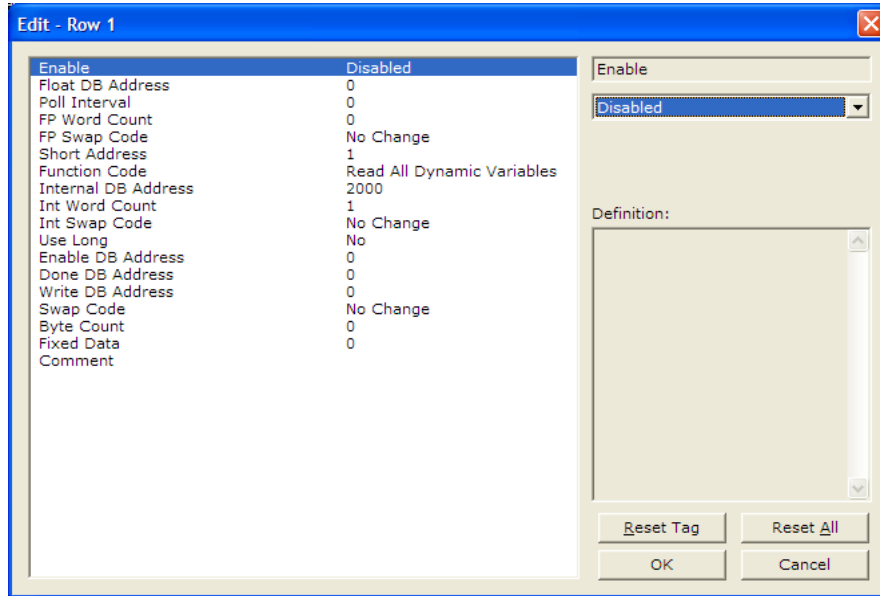 Edit - Row 1
Enable Disabled
Float DB Address 0
Poll Interval 0
FP Word Count 0
FP Swap Code No Change
Short Address 1
Function Code Read All Dynamic Variables
Internal DB Address 2000
Int Word Count 1
Int Swap Code No Change
Use Long No
Enable DB Address 0
Done DB Address 0
Write DB Address 0
Swap Code No Change
Byte Count 0
Fixed Data 0
Comment
Enable
Disabled
Definition:
Reset Tag Reset All
OK Cancel